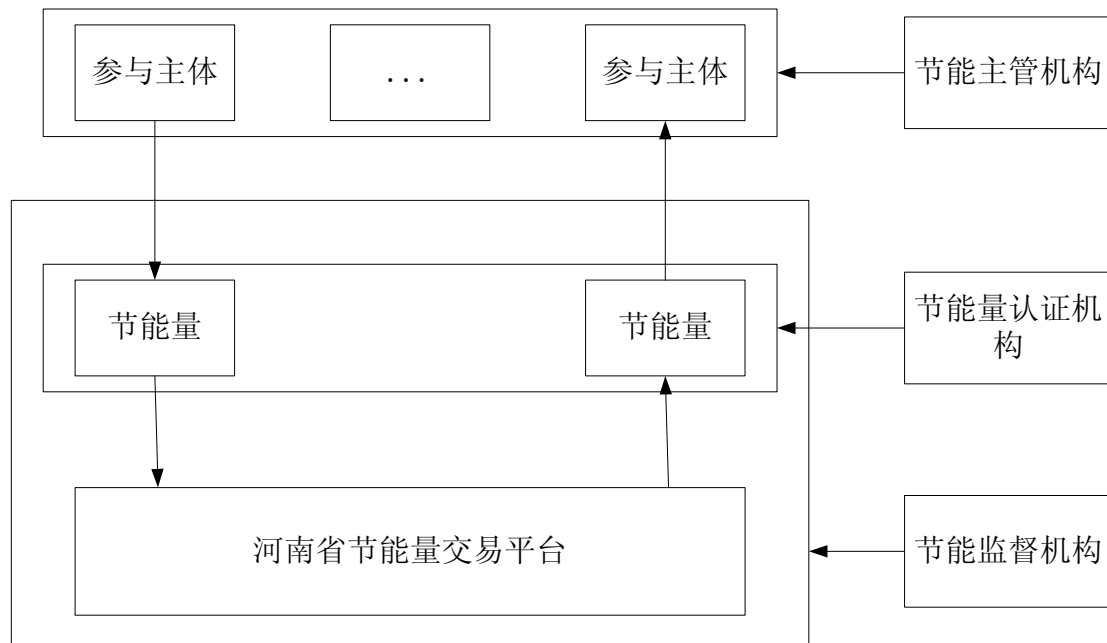 参与主体
...
参与主体
节能主管机构
节能量
节能量
节能量认证机
构
河南省节能量交易平台
节能监督机构